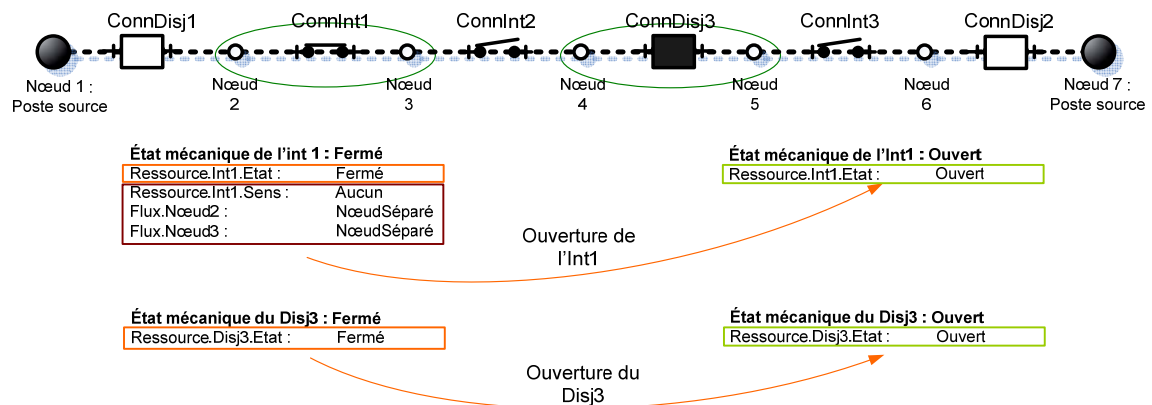 ConnDisj1
ConnInt1
ConnInt2
ConnDisj3
ConnInt3
ConnDisj2
Nœud 1 :
Poste source
Nœud
2
Nœud
3
Nœud
4
Nœud
5
Nœud
6
Nœud 7 :
Poste source
État mécanique de l'int 1 : Fermé
Ressource.Int1.Etat : Fermé
Ressource.Int1.Sens : Aucun
Flux.Nœud2 : NœudSéparé
Flux.Nœud3 : NœudSéparé
État mécanique de l'Int1 : Ouvert
Ressource.Int1.Etat : Ouvert
Ouverture de
l'Int1
État mécanique du Disj3 : Fermé
Ressource.Disj3.Etat : Fermé
État mécanique du Disj3 : Ouvert
Ressource.Disj3.Etat : Ouvert
Ouverture du
Disj3